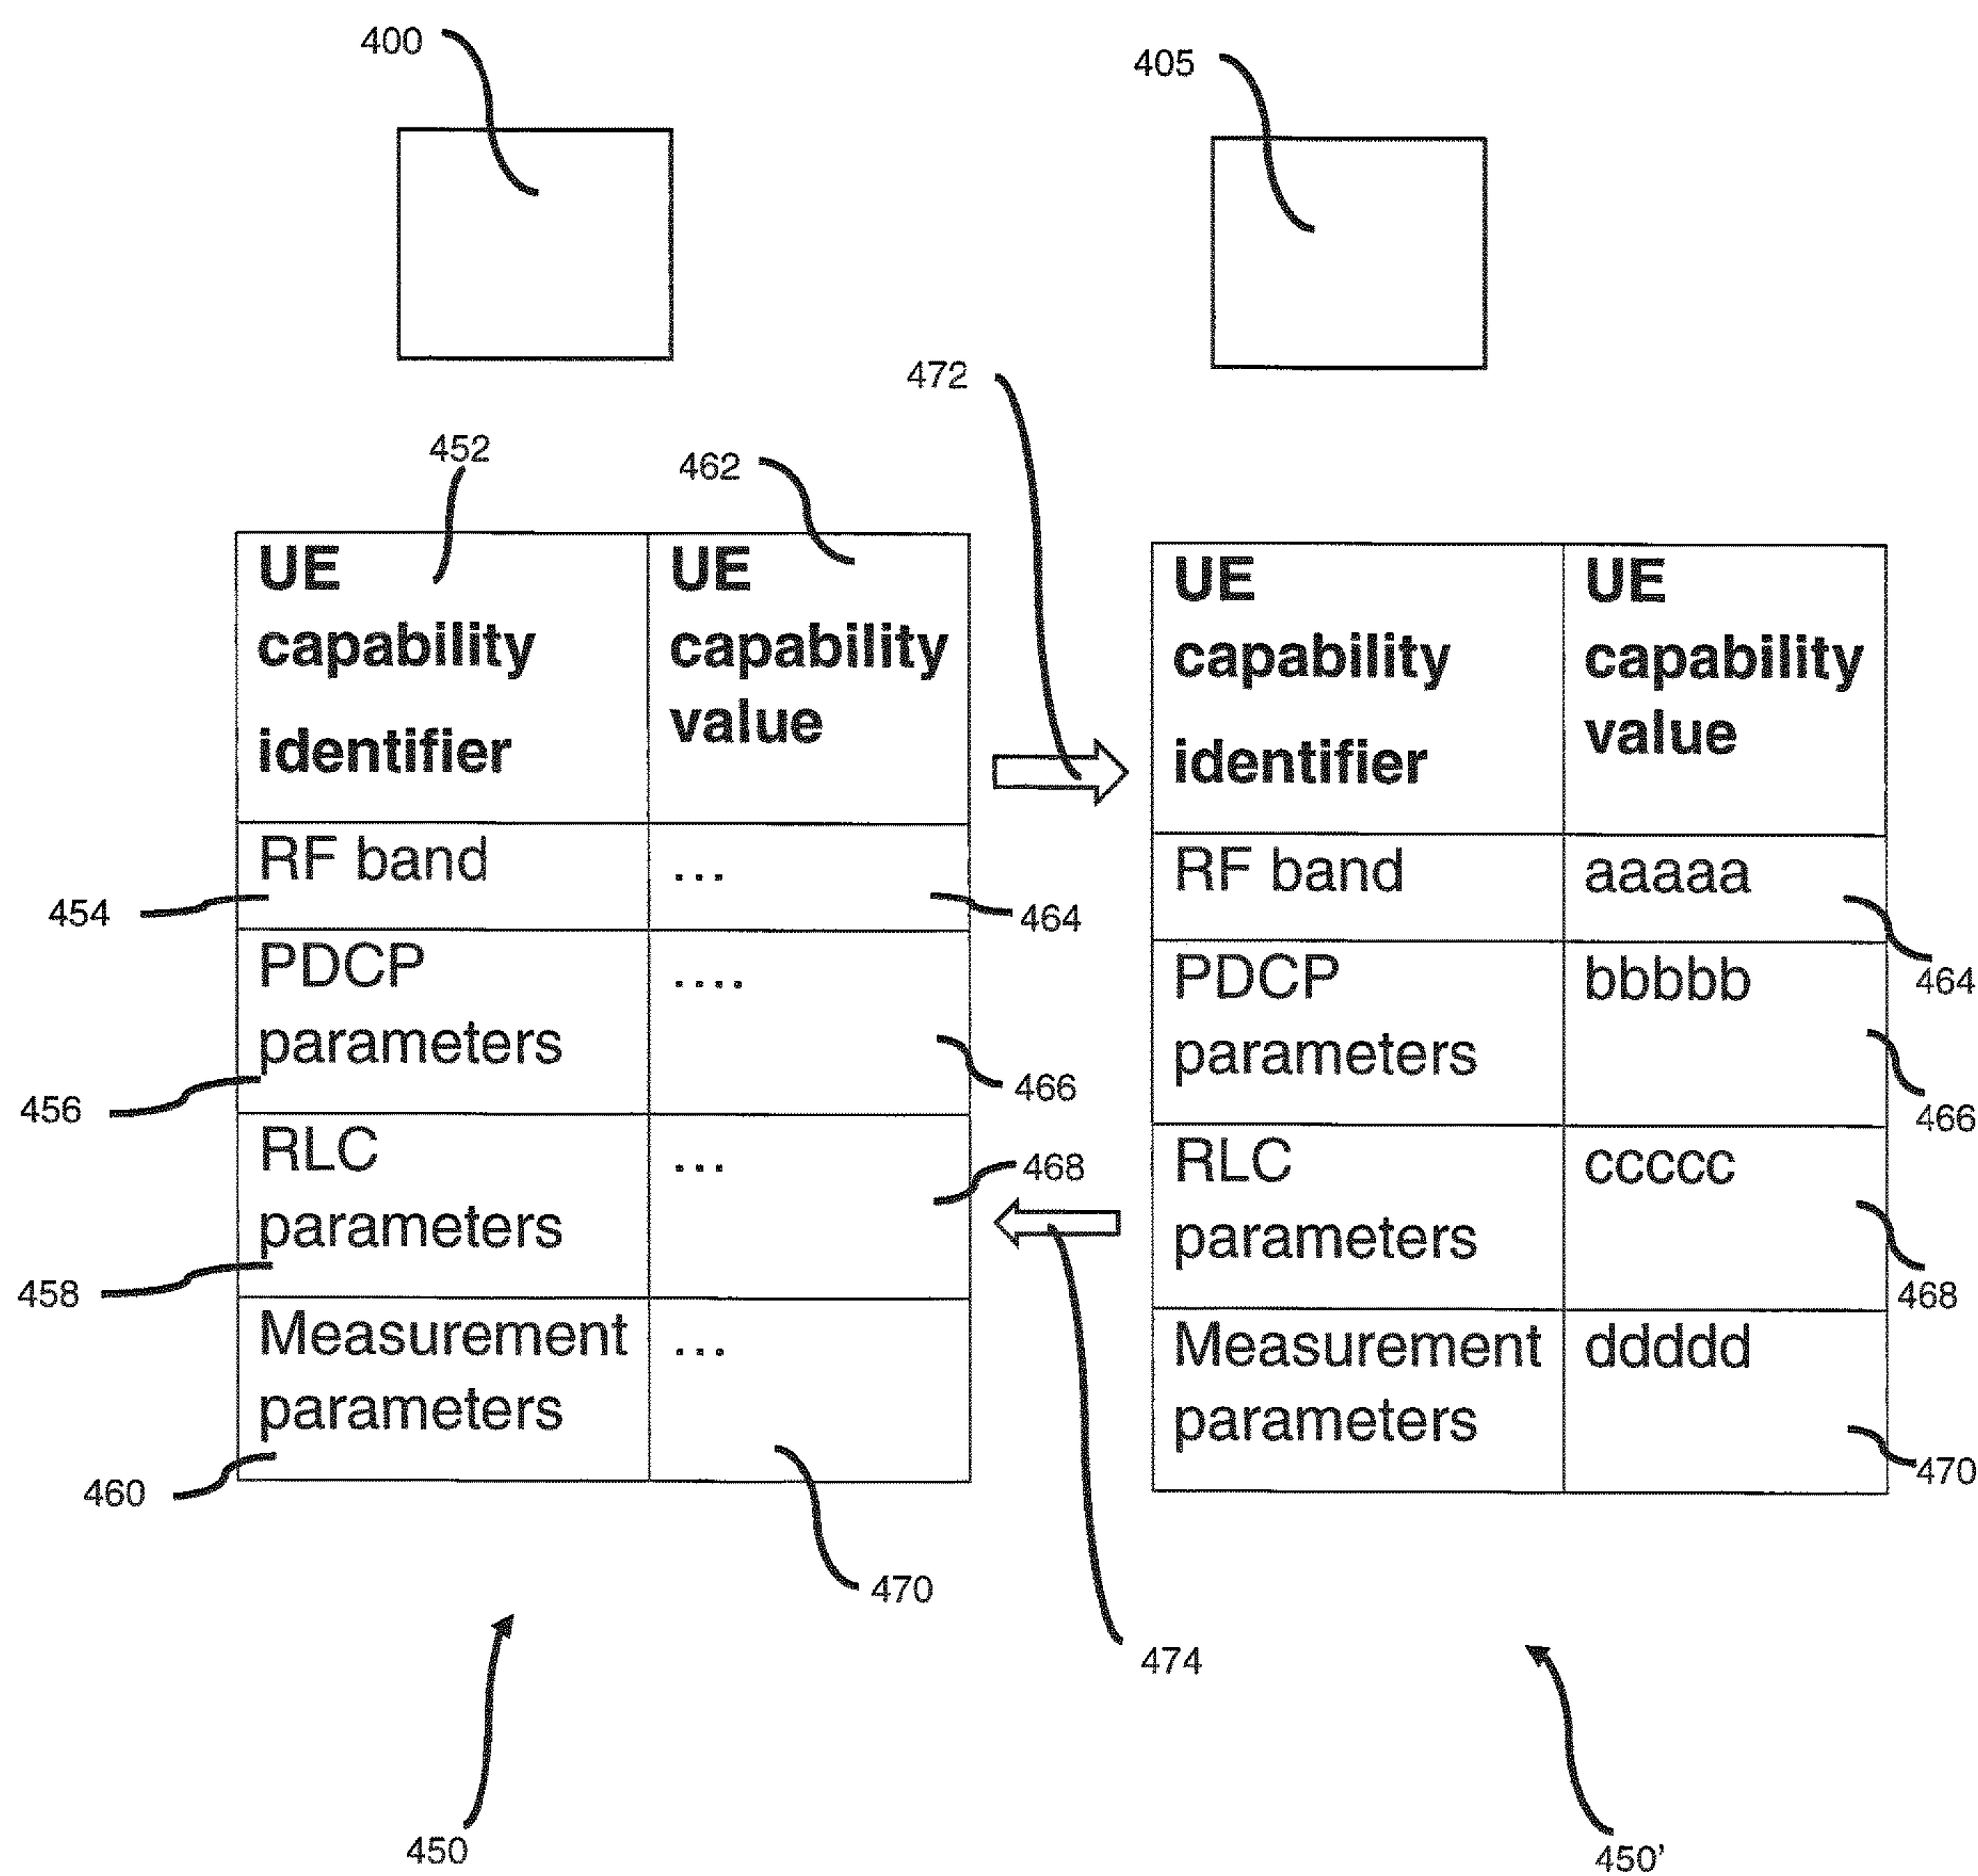 400
405
472
452
462
UE
capability
identifier
UE
capability
value
UE
capability
identifier
UE
capability
value
RF band
...
454
464
PDCP
parameters
....
456
466
RLC
parameters
...
458
468
Measurement
parameters
...
460
470
RF band
aaaaa
464
PDCP
parameters
bbbbb
466
RLC
parameters
ccccc
468
Measurement
parameters
ddddd
470
474
450
450'